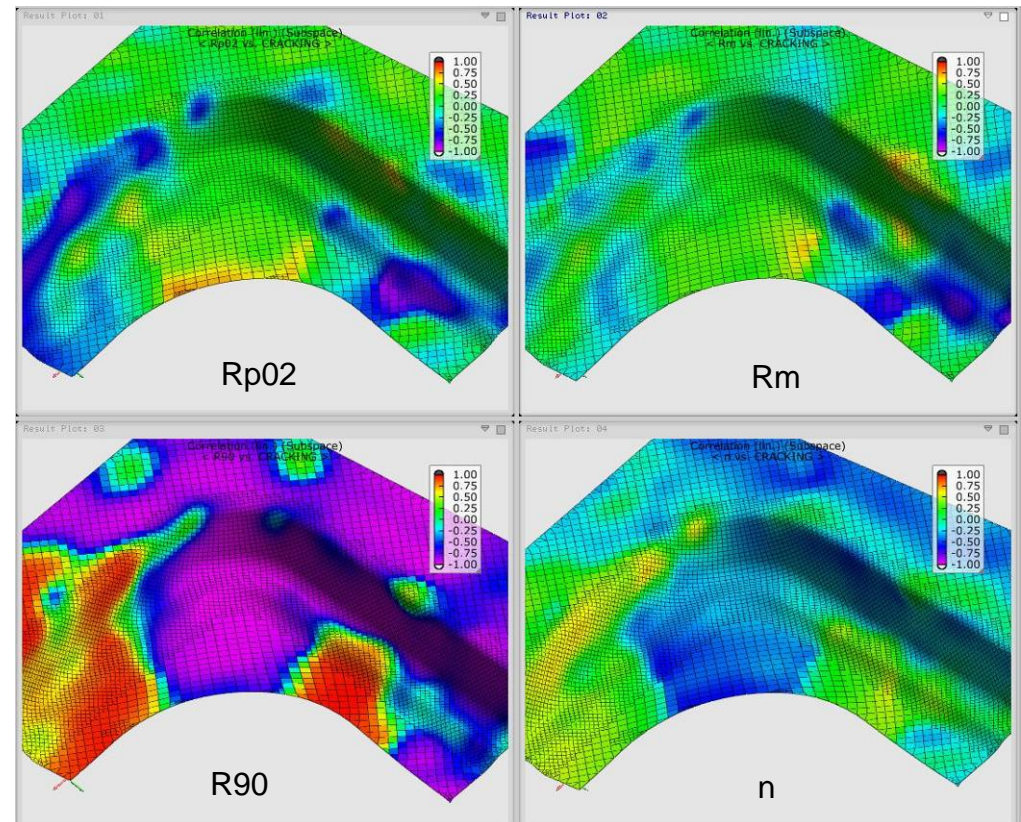 Result Plot: 01
Correlation (lin.) (Subspace)
< Rp02 vs. CRACKING >
1.00
0.75
0.50
0.25
0.00
-0.25
-0.50
-0.75
-1.00
Rp02
Result Plot: 02
Correlation (lin.) (Subspace)
< Rm vs. CRACKING >
1.00
0.75
0.50
0.25
0.00
-0.25
-0.50
-0.75
-1.00
Rm
Result Plot: 03
Correlation (lin.) (Subspace)
< R90 vs. CRACKING >
1.00
0.75
0.50
0.25
0.00
-0.25
-0.50
-0.75
-1.00
R90
Result Plot: 04
Correlation (lin.) (Subspace)
< n vs. CRACKING >
1.00
0.75
0.50
0.25
0.00
-0.25
-0.50
-0.75
-1.00
n